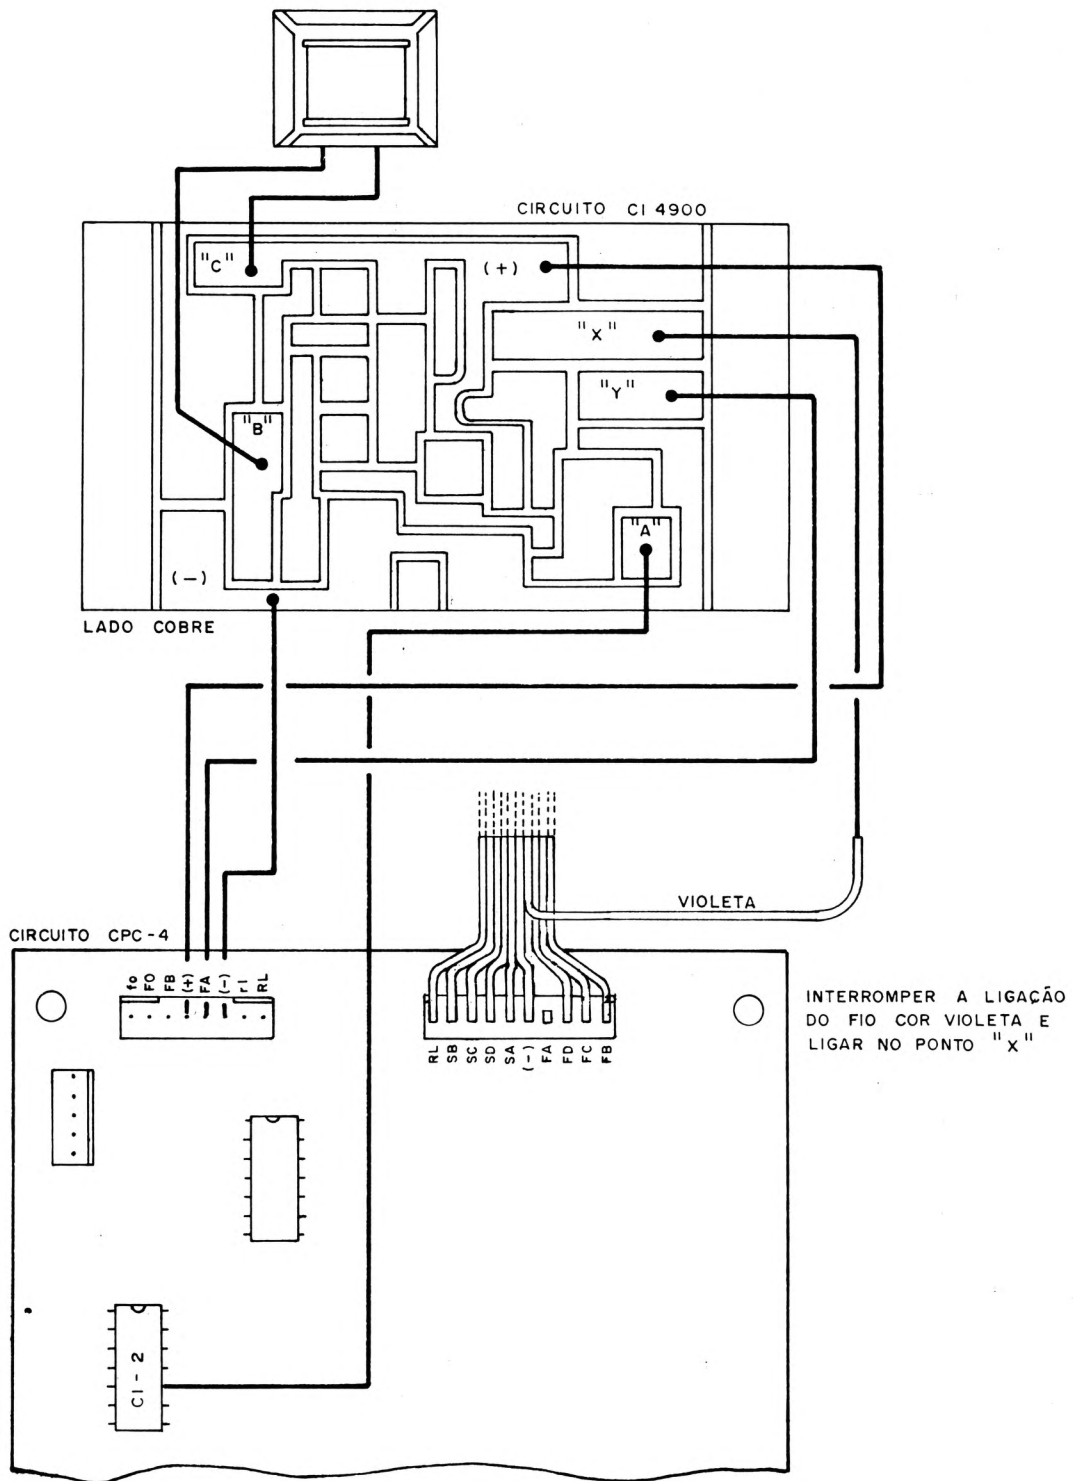 CIRCUITO CI 4900
"C"
(+)
"X"
"Y"
"B"
"A"
(-)
LADO COBRE
VIOLETA
CIRCUITO CPC-4
fo
FO
FB
(+)
FA
(-)
rl
RL
RL
SB
SC
SD
SA
(-)
FA
FD
FC
FB
INTERROMPER A LIGAÇÃO
DO FIO COR VIOLETA E
LIGAR NO PONTO "X"
CI-2